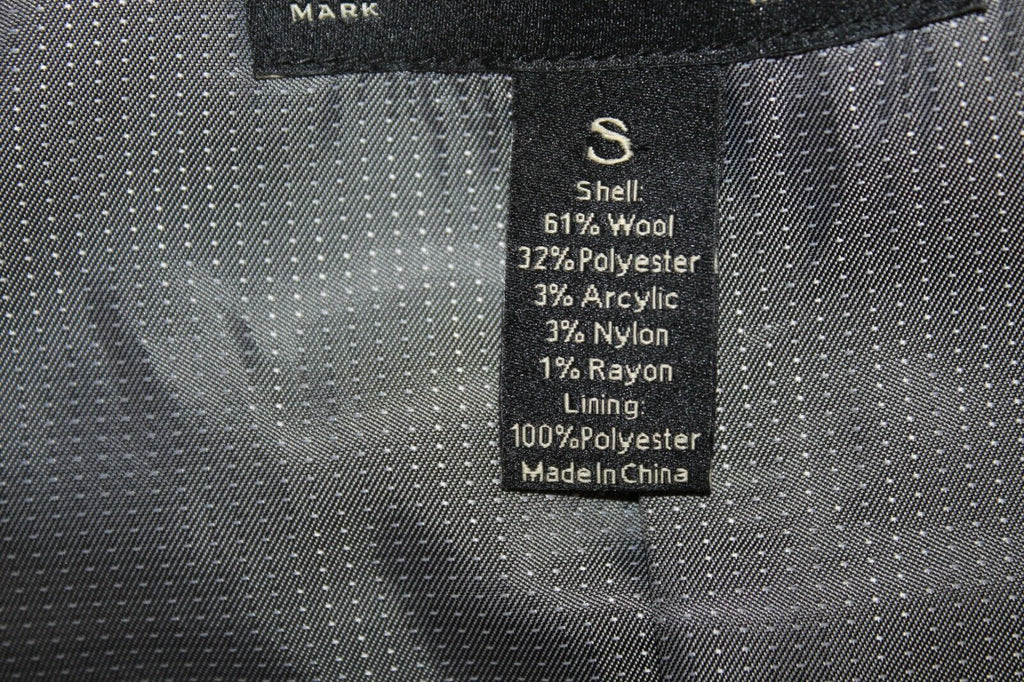 MARK
S
Shell:
61% Wool
32% Polyester
3% Arcylic
3% Nylon
1% Rayon
Lining:
100%Polyester
Made In China